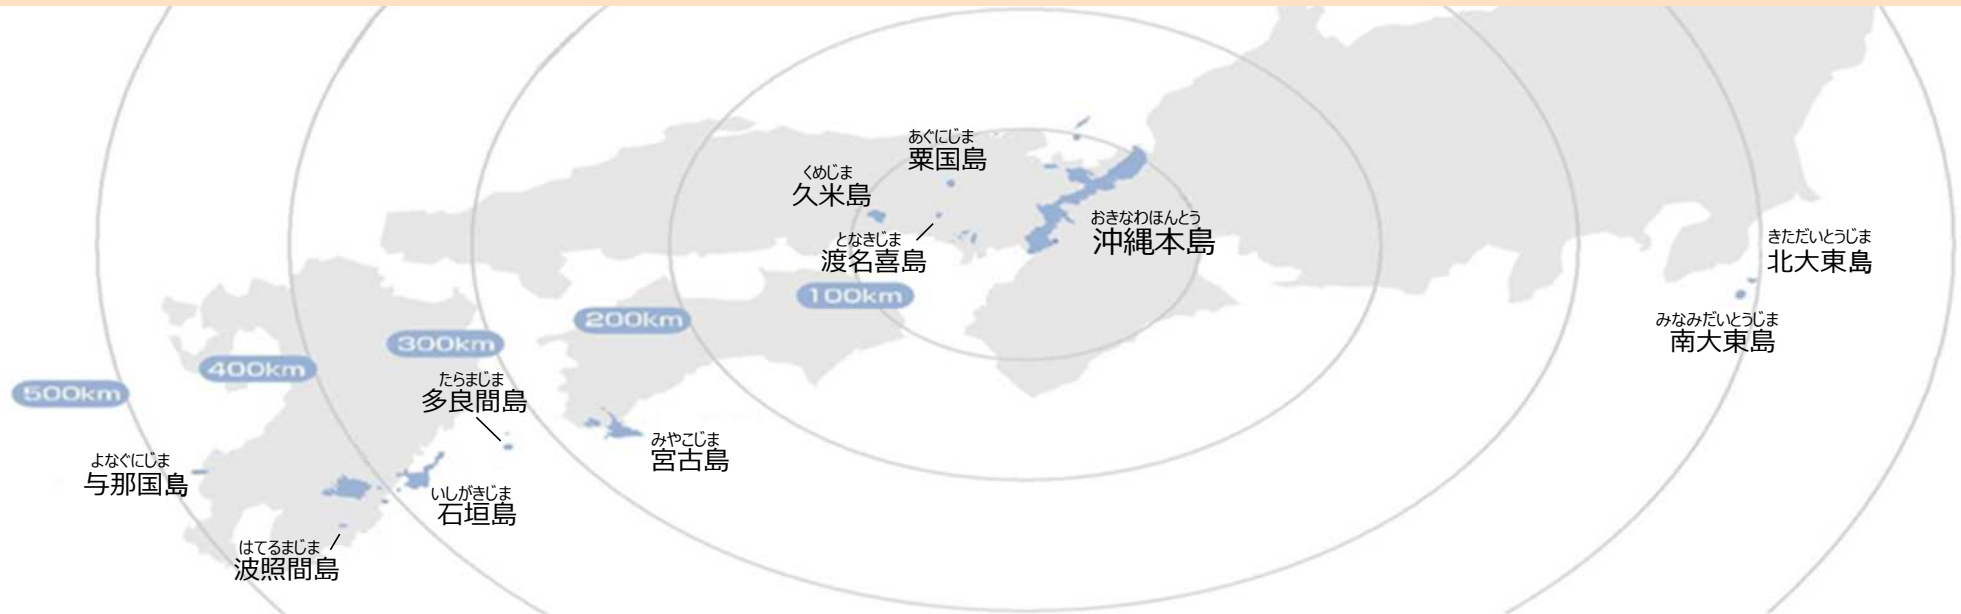 あぐにじま
粟国島
くめじま
久米島
となきじま
渡名喜島
おきなわほんとう
沖縄本島
きただいとうじま
北大東島
みなみだいとうじま
南大東島
100km
200km
300km
400km
500km
たらまじま
多良間島
みやこじま
宮古島
よなぐにじま
与那国島
いしがきじま
石垣島
はてるまじま
波照間島